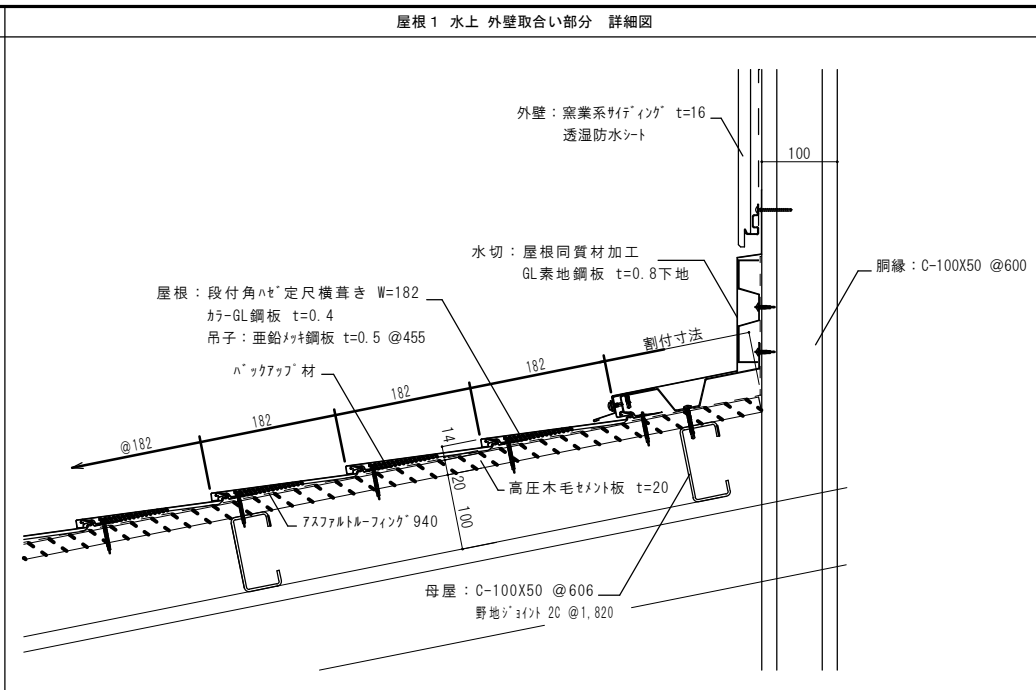 屋根1 水上 外壁取合い部分 詳細図
外壁：窯業系ｻｲﾃﾞｨﾝｸﾞ t=16
透湿防水ｼｰﾄ
100
水切：屋根同質材加工
GL素地鋼板 t=0.8下地
胴縁：C-100X50 @600
屋根：段付角ﾊｾﾞ定尺横葺き W=182
ｶﾗｰGL鋼板 t=0.4
吊子：亜鉛ﾒｯｷ鋼板 t=0.5 @455
ﾊﾞｯｸｱｯﾌﾟ材
割付寸法
182
182
182
@182
14
20
100
高圧木毛ｾﾒﾝﾄ板 t=20
ｱｽﾌｧﾙﾄﾙｰﾌｨﾝｸﾞ940
母屋：C-100X50 @606
野地ｼﾞｮｲﾝﾄ 2C @1,820